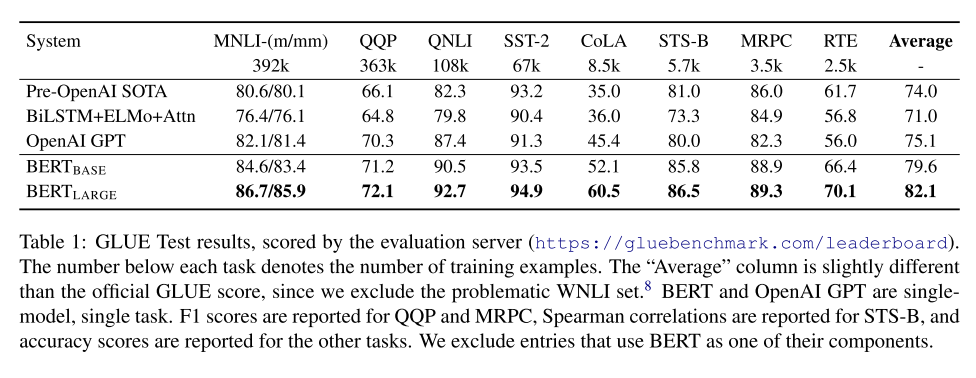 System MNLI-(m/mm) QQP QNLI SST-2 CoLA STS-B MRPC RTE Average
392k 363k 108k 67k 8.5k 5.7k 3.5k 2.5k -
Pre-OpenAI SOTA 80.6/80.1 66.1 82.3 93.2 35.0 81.0 86.0 61.7 74.0
BiLSTM+ELMo+Attn 76.4/76.1 64.8 79.8 90.4 36.0 73.3 84.9 56.8 71.0
OpenAI GPT 82.1/81.4 70.3 87.4 91.3 45.4 80.0 82.3 56.0 75.1
BERTBASE 84.6/83.4 71.2 90.5 93.5 52.1 85.8 88.9 66.4 79.6
BERTLARGE 86.7/85.9 72.1 92.7 94.9 60.5 86.5 89.3 70.1 82.1
Table 1: GLUE Test results, scored by the evaluation server (https://gluebenchmark.com/leaderboard).
The number below each task denotes the number of training examples. The “Average” column is slightly different
than the official GLUE score, since we exclude the problematic WNLI set.8 BERT and OpenAI GPT are single-
model, single task. F1 scores are reported for QQP and MRPC, Spearman correlations are reported for STS-B, and
accuracy scores are reported for the other tasks. We exclude entries that use BERT as one of their components.